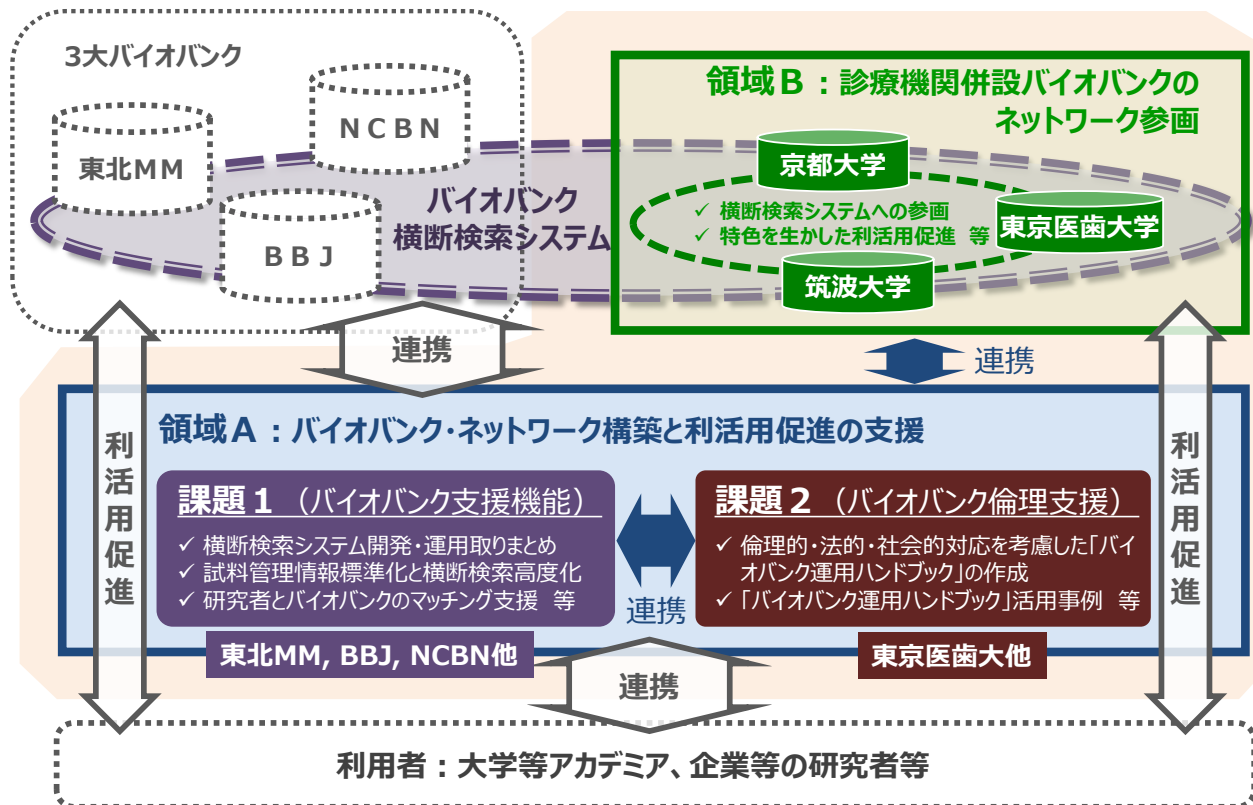 3大バイオバンク
NCBN
東北MM
BBJ
バイオバンク
横断検索システム
領域B:診療機関併設バイオバンクの
ネットワーク参画
京都大学
✓ 横断検索システムへの参画
✓ 特色を生かした利活用促進 等
東京医歯大学
筑波大学
連携
連携
利活用促進
領域A:バイオバンク・ネットワーク構築と利活用促進の支援
課題1 (バイオバンク支援機能)
✓ 横断検索システム開発・運用取りまとめ
✓ 試料管理情報標準化と横断検索高度化
✓ 研究者とバイオバンクのマッチング支援 等
東北MM, BBJ, NCBN他
連携
課題2 (バイオバンク倫理支援)
✓ 倫理的・法的・社会的対応を考慮した「バイ
オバンク運用ハンドブック」の作成
✓ 「バイオバンク運用ハンドブック」活用事例 等
東京医歯大他
利活用促進
連携
利用者:大学等アカデミア、企業等の研究者等